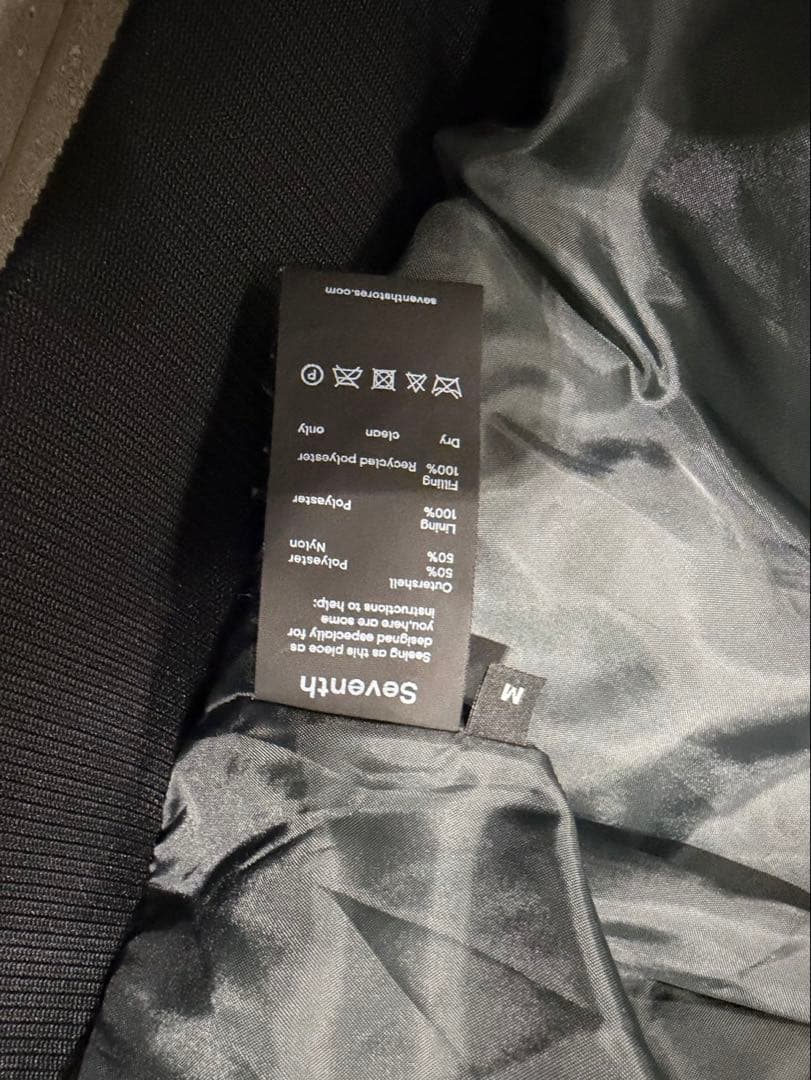 Seventh
Seeing as this piece as
designed especially for
you,here are some
instructions to help:
Outershell
50% Polyester
50% Nylon
Lining
100% Polyester
Filling
100% Recycled polyester
Dry clean only
P
seventhstores.com
M